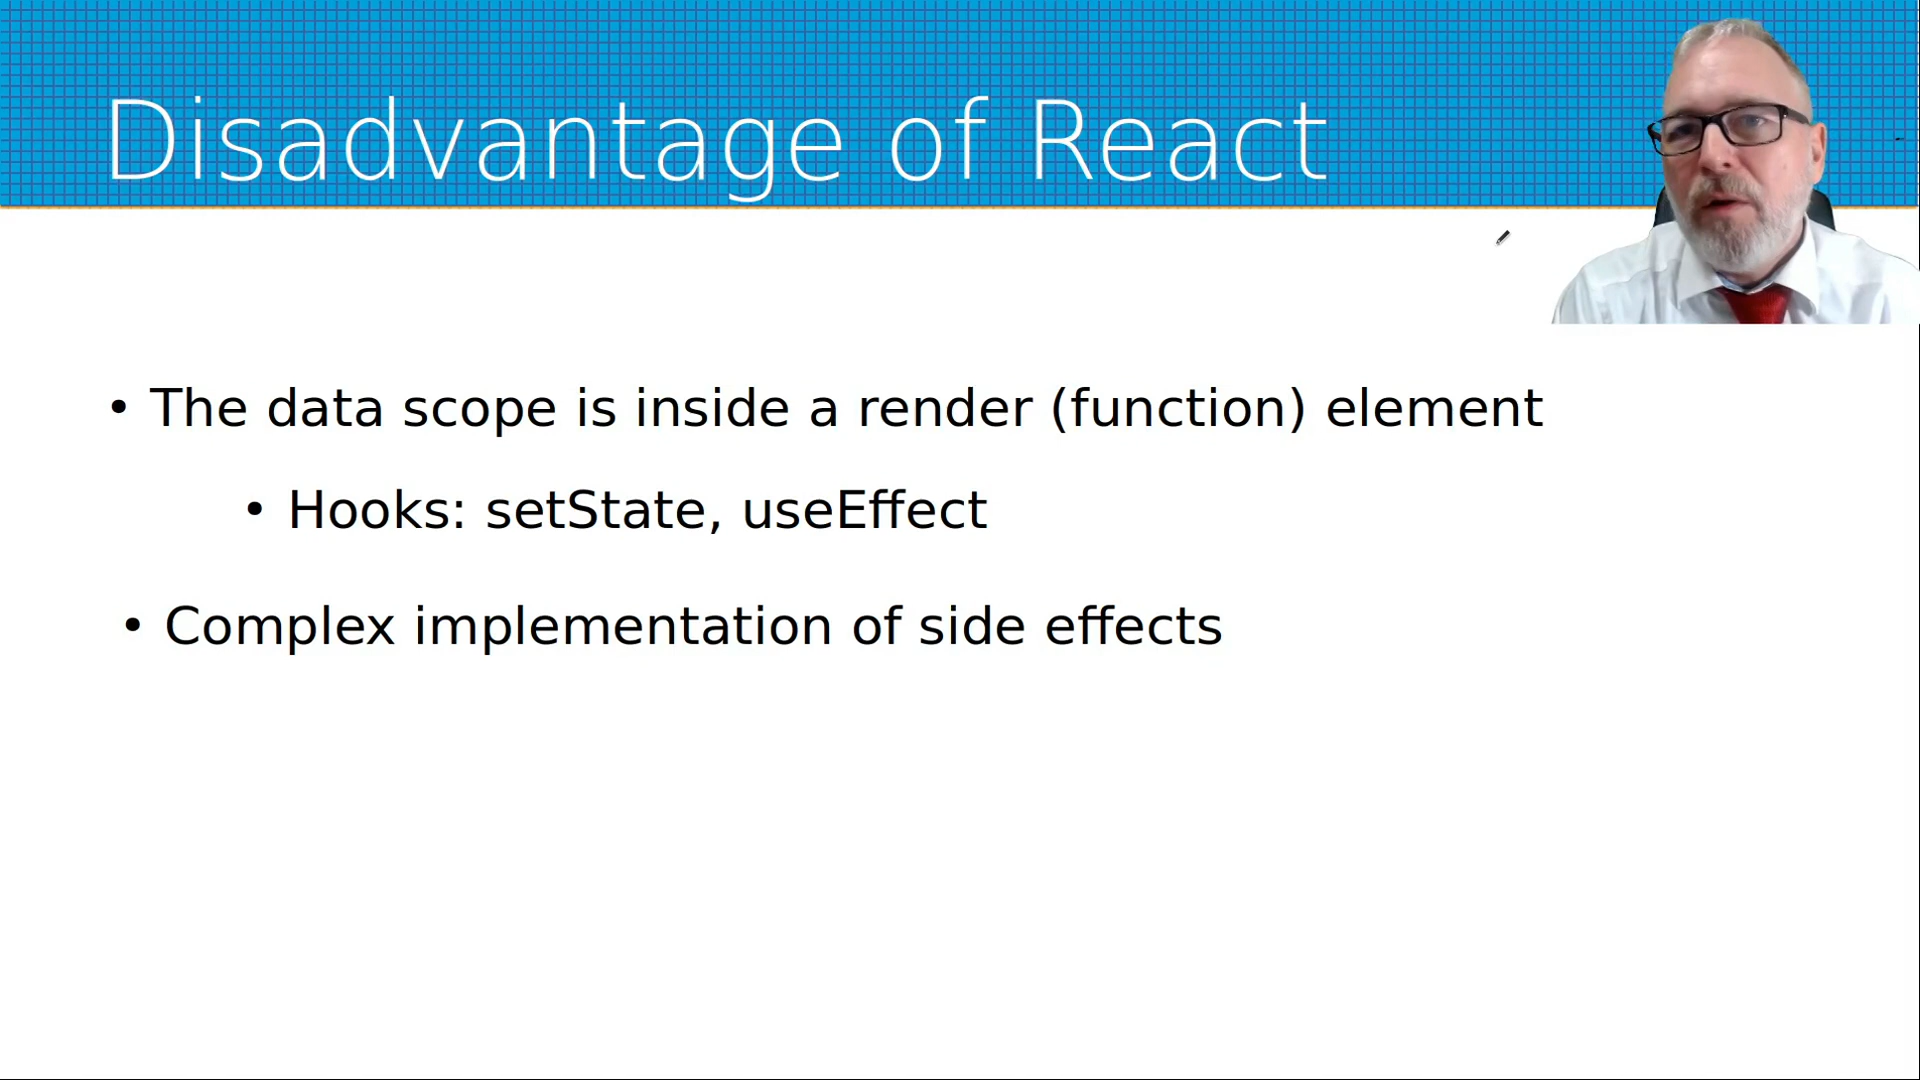 Disadvantage of React
• The data scope is inside a render (function) element
• Hooks: setState, useEffect
• Complex implementation of side effects